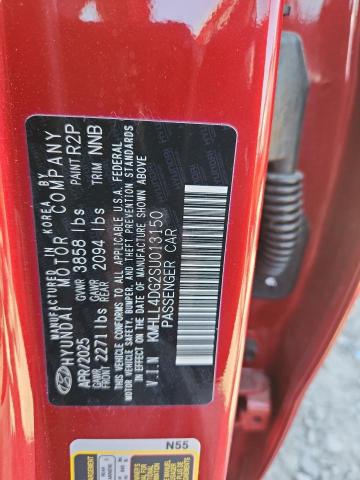 MANUFACTURED IN KOREA BY
HYUNDAI MOTOR COMPANY
APR/2025 GVWR 3858 lbs PAINT R2P
GAWR FRONT 2271lbs GAWR REAR 2094 lbs TRIM NNB
THIS VEHICLE CONFORMS TO ALL APPLICABLE U.S.A. FEDERAL
MOTOR VEHICLE SAFETY, BUMPER, AND THEFT PREVENTION STANDARDS
IN EFFECT ON THE DATE OF MANUFACTURE SHOWN ABOVE
V.I.N KMHLL4DG2SU013150
PASSENGER CAR
N55